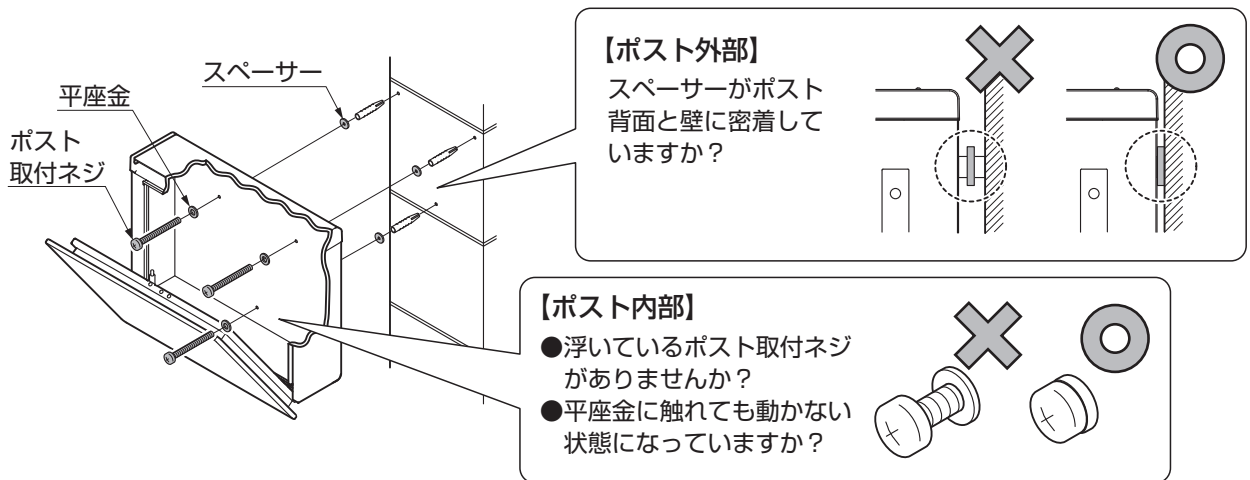 スペーサー
平座金
ポスト
取付ネジ
【ポスト外部】
スペーサーがポスト
背面と壁に密着して
いますか？
【ポスト内部】
●浮いているポスト取付ネジ
がありませんか？
●平座金に触れても動かない
状態になっていますか？